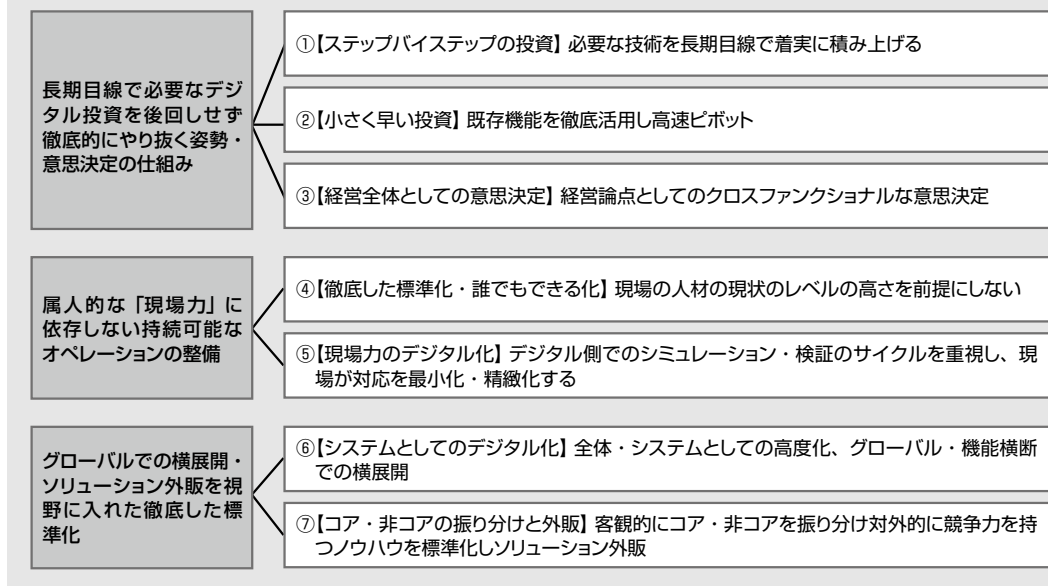 長期目線で必要なデジ
タル投資を後回しせず
徹底的にやり抜く姿勢・
意思決定の仕組み
①【ステップバイステップの投資】必要な技術を長期目線で着実に積み上げる
②【小さく早い投資】既存機能を徹底活用し高速ピボット
③【経営全体としての意思決定】経営論点としてのクロスファンクショナルな意思決定
属人的な「現場力」に
依存しない持続可能な
オペレーションの整備
④【徹底した標準化・誰でもできる化】現場の人材の現状のレベルの高さを前提にしない
⑤【現場力のデジタル化】デジタル側でのシミュレーション・検証のサイクルを重視し、現
場が対応を最小化・精緻化する
グローバルでの横展開・
ソリューション外販を視
野に入れた徹底した標
準化
⑥【システムとしてのデジタル化】全体・システムとしての高度化、グローバル・機能横断
での横展開
⑦【コア・非コアの振り分けと外販】客観的にコア・非コアを振り分け対外的に競争力を持
つノウハウを標準化しソリューション外販